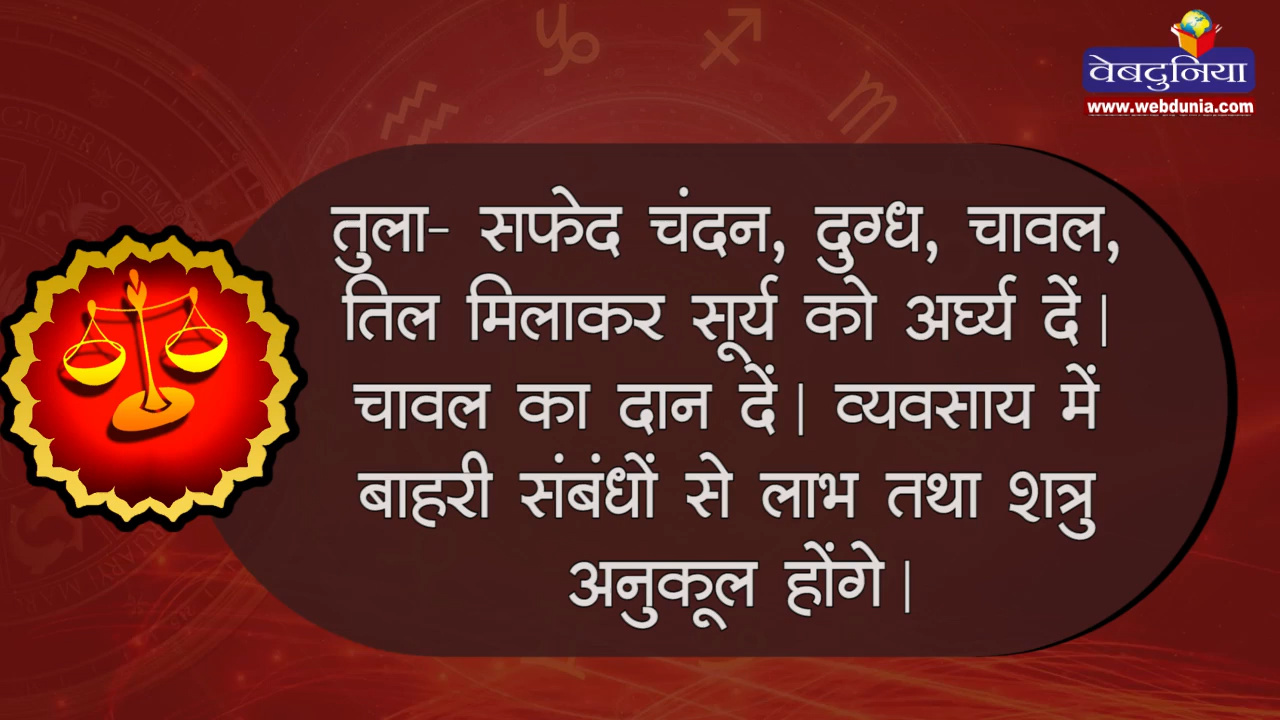 वेबदुनिया
www.webdunia.com
तुला- सफेद चंदन, दुग्ध, चावल,
तिल मिलाकर सूर्य को अर्घ्य दें।
चावल का दान दें। व्यवसाय में
बाहरी संबंधों से लाभ तथा शत्रु
अनुकूल होंगे।